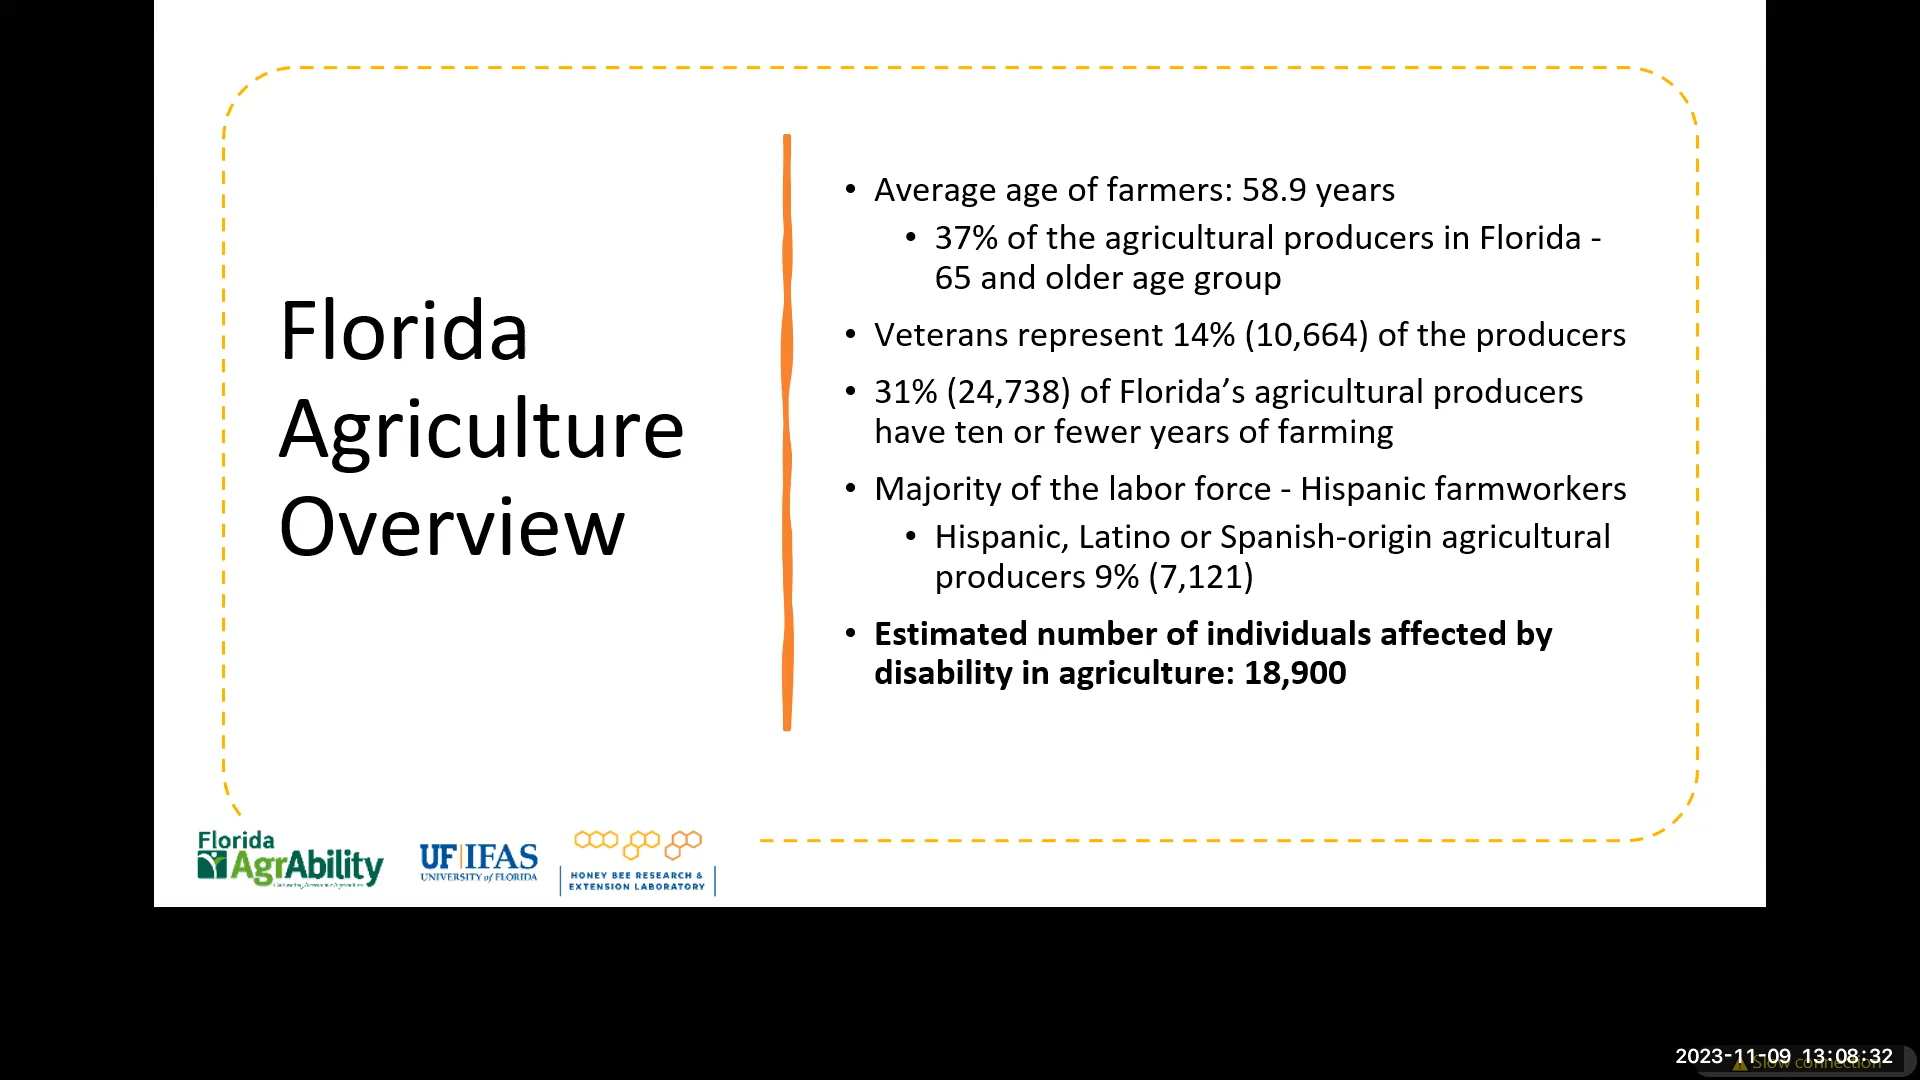 Florida
Agriculture
Overview
• Average age of farmers: 58.9 years
• 37% of the agricultural producers in Florida -
65 and older age group
• Veterans represent 14% (10,664) of the producers
• 31% (24,738) of Florida’s agricultural producers
have ten or fewer years of farming
• Majority of the labor force - Hispanic farmworkers
• Hispanic, Latino or Spanish-origin agricultural
producers 9% (7,121)
• Estimated number of individuals affected by
disability in agriculture: 18,900
Florida
AgrAbility
UF|IFAS
UNIVERSITY of FLORIDA
HONEY BEE RESEARCH &
EXTENSION LABORATORY
2023-11-09 13:08:32
Slow connection